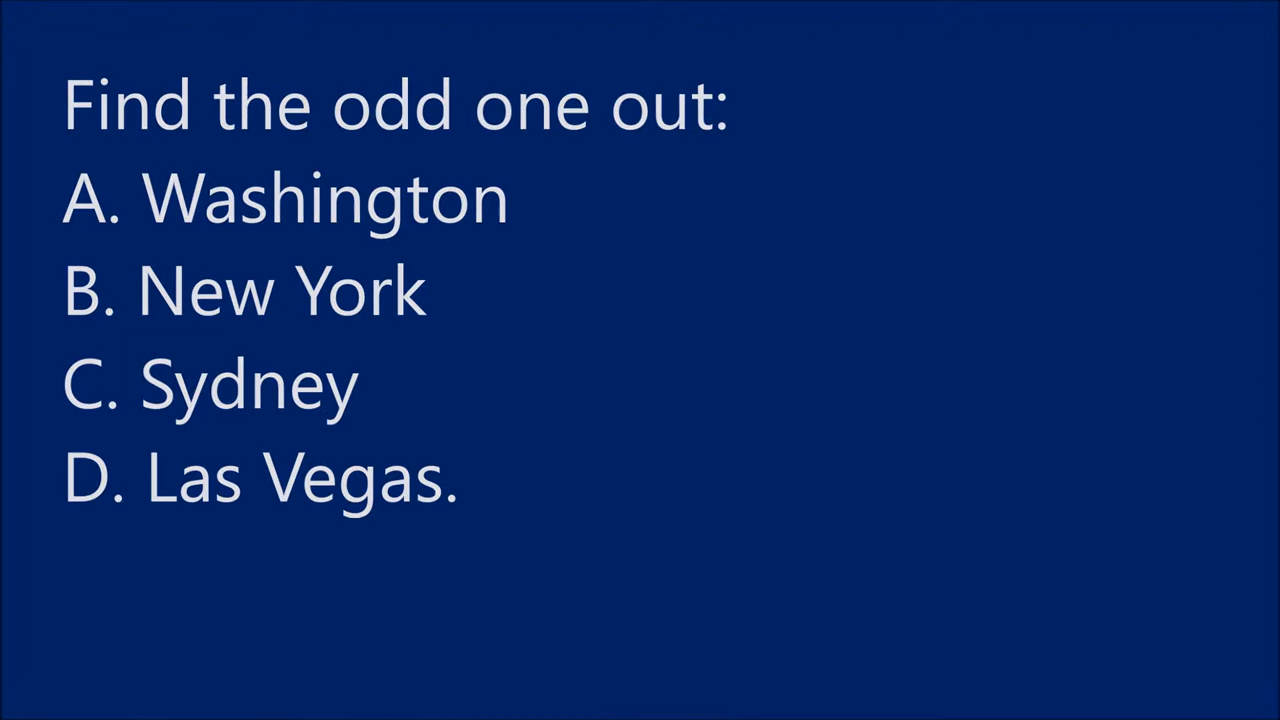 Find the odd one out:
A. Washington
B. New York
C. Sydney
D. Las Vegas.